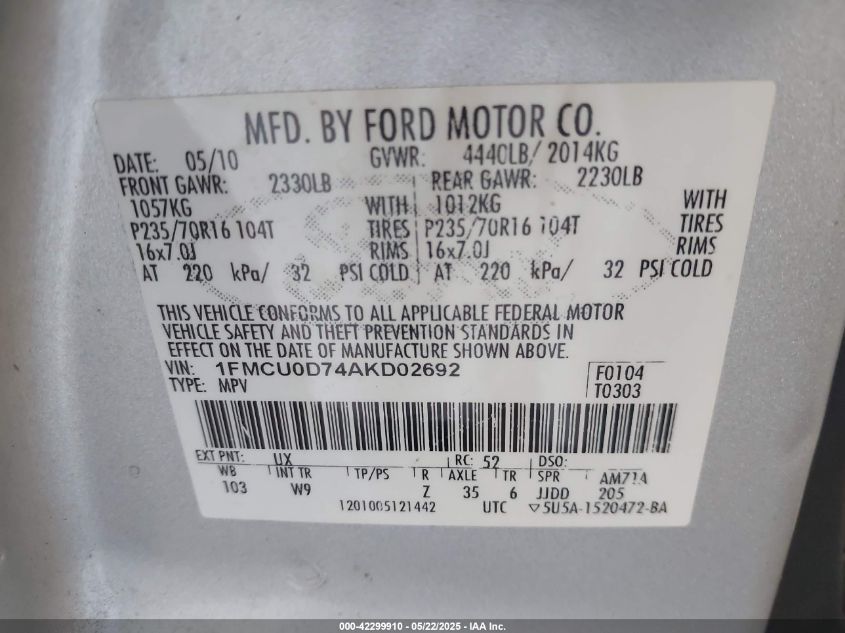 MFD. BY FORD MOTOR CO.
DATE: 05/10 GVWR: 4440LB/ 2014KG
FRONT GAWR: 2330LB REAR GAWR: 2230LB
1057KG WITH 1012KG WITH
P235/70R16 104T TIRES P235/70R16 104T TIRES
16x7.0J RIMS 16x7.0J RIMS
AT 220 kPa/ 32 PSI COLD AT 220 kPa/ 32 PSI COLD
THIS VEHICLE CONFORMS TO ALL APPLICABLE FEDERAL MOTOR
VEHICLE SAFETY AND THEFT PREVENTION STANDARDS IN
EFFECT ON THE DATE OF MANUFACTURE SHOWN ABOVE.
VIN: 1FMCU0D74AKD02692 F0104
TYPE: MPV T0303
EXT PNT: UX RC: 52 DSO:
WB INT TR TP/PS R AXLE TR SPR AM71A
103 W9 Z 35 6 JJDD 205
1201005121442 UTC ▽5U5A-1520472-BA
000-42299910 - 05/22/2025 - IAA Inc.